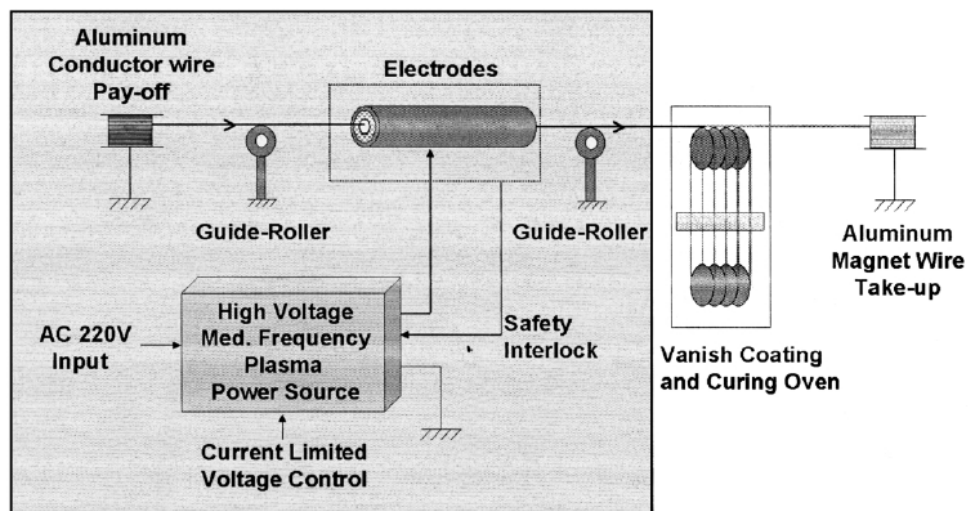 Aluminum
Conductor wire
Pay-off
Electrodes
Guide-Roller
Guide-Roller
Aluminum
Magnet Wire
Take-up
High Voltage
Med. Frequency
Plasma
Power Source
AC 220V
Input
Safety
Interlock
Vanish Coating
and Curing Oven
Current Limited
Voltage Control